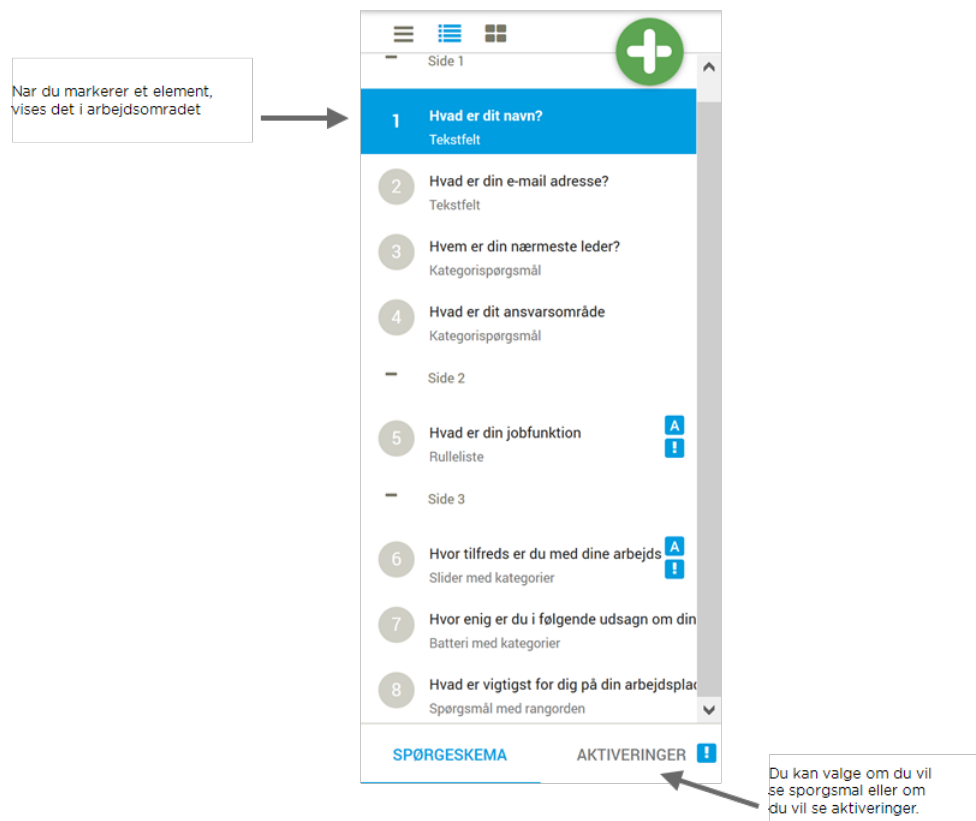 Side 1
Nar du markerer et element,
vises det i arbejdsomradet
1
Hvad er dit navn?
Tekstfelt
2
Hvad er din e-mail adresse?
Tekstfelt
3
Hvem er din nærmeste leder?
Kategorispørgsmål
4
Hvad er dit ansvarsområde
Kategorispørgsmål
Side 2
5
Hvad er din jobfunktion
A
!
Rulleliste
Side 3
6
Hvor tilfreds er du med dine arbejds
A
!
Slider med kategorier
7
Hvor enig er du i følgende udsagn om din
Batteri med kategorier
8
Hvad er vigtigst for dig på din arbejdsplad
Spørgsmål med rangorden
SPØRGESKEMA
AKTIVERINGER !
Du kan valge om du vil
se sporgsmal eller om
du vil se aktiveringer.